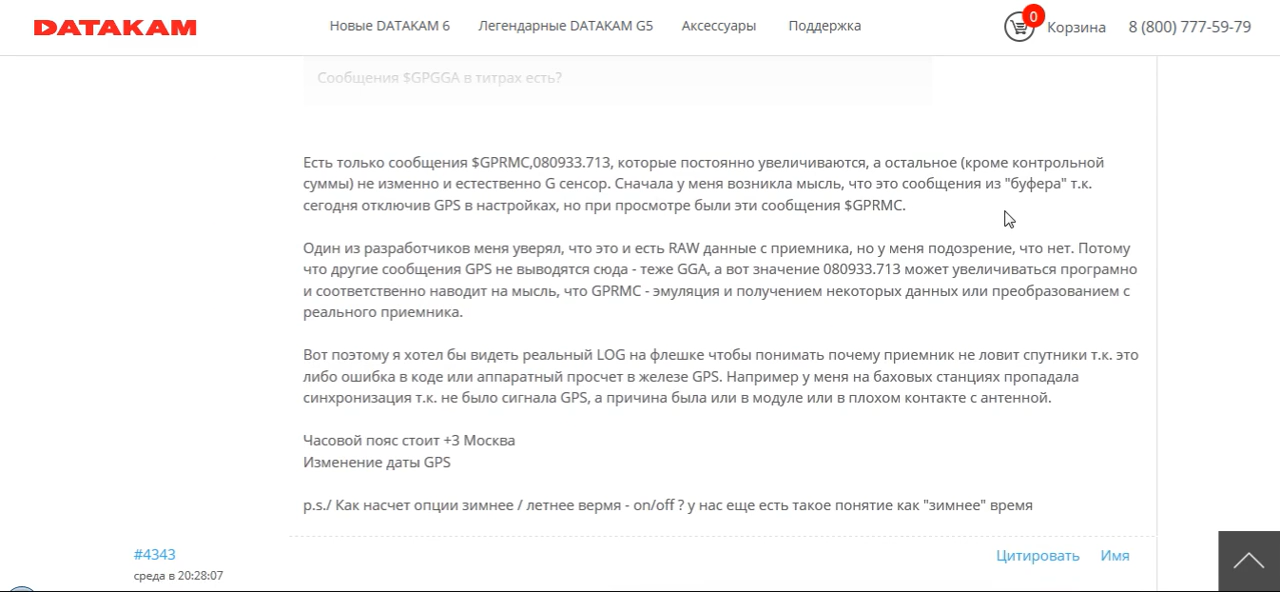 DATAKAM
Новые DATAKAM 6
Легендарные DATAKAM G5
Аксессуары
Поддержка
0
Корзина
8 (800) 777-59-79
Сообщения $GPGGA в титрах есть?
Есть только сообщения $GPRMC,080933.713, которые постоянно увеличиваются, а остальное (кроме контрольной
суммы) не изменно и естественно G сенсор. Сначала у меня возникла мысль, что это сообщения из "буфера" т.к.
сегодня отключив GPS в настройках, но при просмотре были эти сообщения $GPRMC.
Один из разработчиков меня уверял, что это и есть RAW данные с приемника, но у меня подозрение, что нет. Потому
что другие сообщения GPS не выводятся сюда - теже GGA, а вот значение 080933.713 может увеличиваться програмно
и соответственно наводит на мысль, что GPRMC - эмуляция и получением некоторых данных или преобразованием с
реального приемника.
Вот поэтому я хотел бы видеть реальный LOG на флешке чтобы понимать почему приемник не ловит спутники т.к. это
либо ошибка в коде или аппаратный просчет в железе GPS. Например у меня на баховых станциях пропадала
синхронизация т.к. не было сигнала GPS, а причина была или в модуле или в плохом контакте с антенной.
Часовой пояс стоит +3 Москва
Изменение даты GPS
p.s./ Как насчет опции зимнее / летнее вермя - on/off ? у нас еще есть такое понятие как "зимнее" время
#4343
Цитировать
Имя
среда в 20:28:07